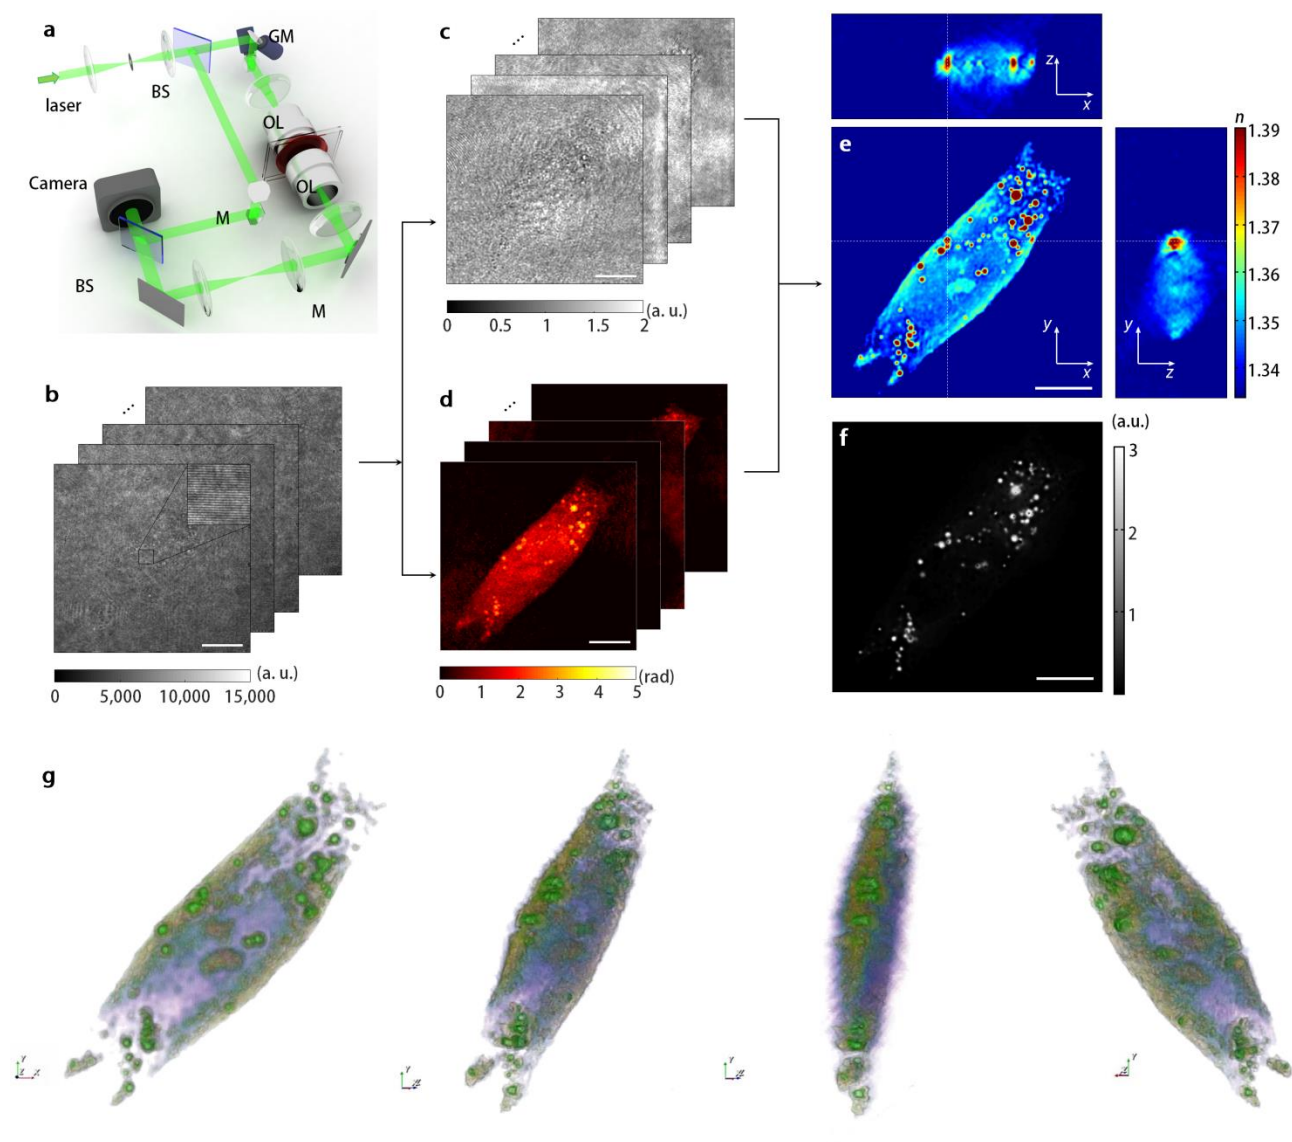 a
laser
BS
GM
OL
OL
Camera
M
BS
M
b
...
(a. u.)
0 5,000 10,000 15,000
c
...
(a. u.)
0 0.5 1 1.5 2
d
...
(rad)
0 1 2 3 4 5
z
x
e
y
x
y
z
n
1.39
1.38
1.37
1.36
1.35
1.34
f
(a.u.)
3
2
1
g
Y
Z X
Y
Y
Y